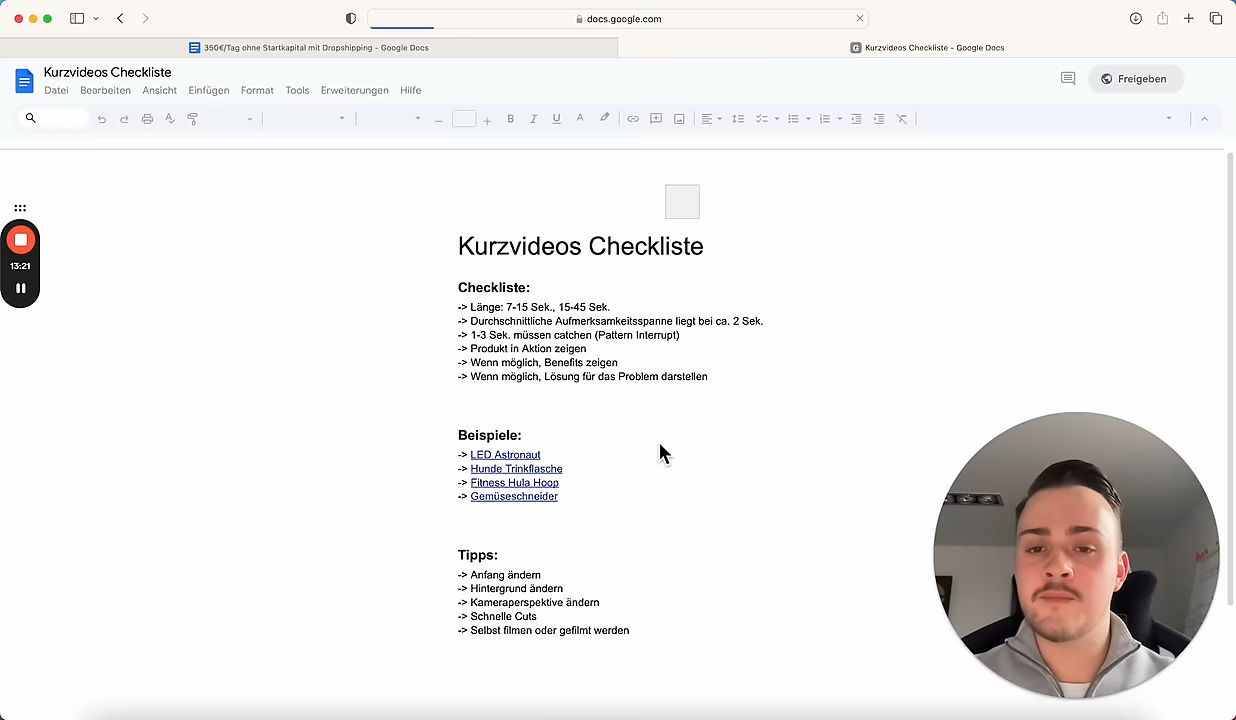 docs.google.com
350€/Tag ohne Startkapital mit Dropshipping - Google Docs
G Kurzvideos Checkliste - Google Docs
Kurzvideos Checkliste
Datei Bearbeiten Ansicht Einfügen Format Tools Erweiterungen Hilfe
Freigeben
13:21
Kurzvideos Checkliste
Checkliste:
-> Länge: 7-15 Sek., 15-45 Sek.
-> Durchschnittliche Aufmerksamkeitsspanne liegt bei ca. 2 Sek.
-> 1-3 Sek. müssen catchen (Pattern Interrupt)
-> Produkt in Aktion zeigen
-> Wenn möglich, Benefits zeigen
-> Wenn möglich, Lösung für das Problem darstellen
Beispiele:
-> LED Astronaut
-> Hunde Trinkflasche
-> Fitness Hula Hoop
-> Gemüseschneider
Tipps:
-> Anfang ändern
-> Hintergrund ändern
-> Kameraperspektive ändern
-> Schnelle Cuts
-> Selbst filmen oder gefilmt werden